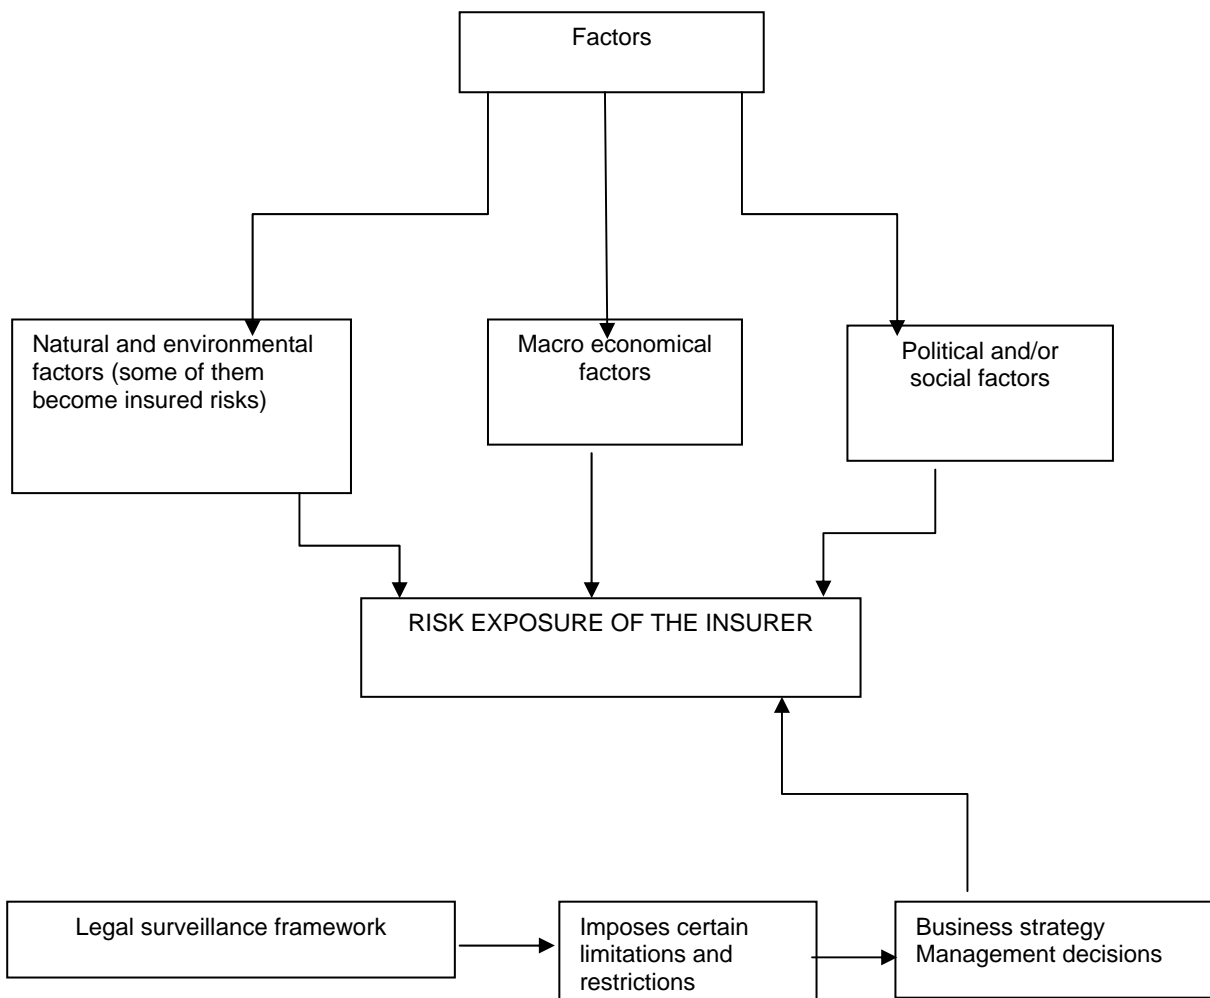 Factors
Natural and environmental
factors (some of them
become insured risks)
Macro economical
factors
Political and/or
social factors
RISK EXPOSURE OF THE INSURER
Legal surveillance framework
Imposes certain
limitations and
restrictions
Business strategy
Management decisions